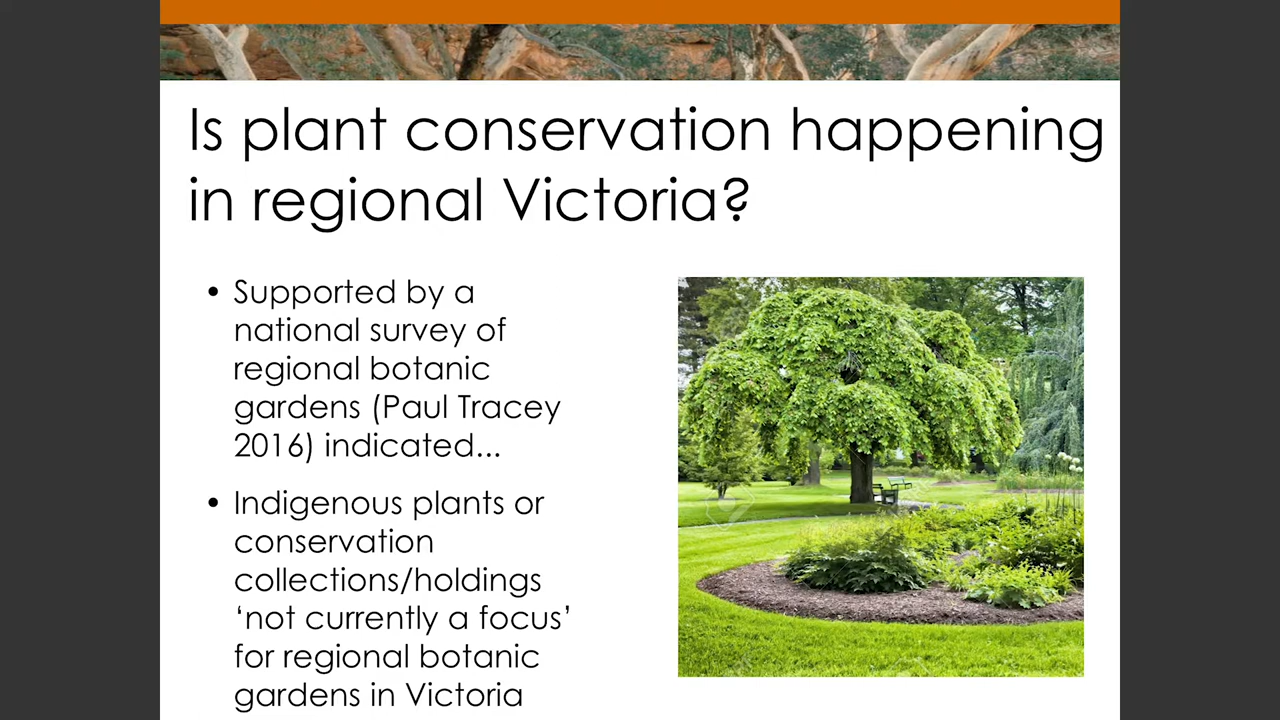 Is plant conservation happening
in regional Victoria?
• Supported by a
national survey of
regional botanic
gardens (Paul Tracey
2016) indicated...
• Indigenous plants or
conservation
collections/holdings
‘not currently a focus’
for regional botanic
gardens in Victoria